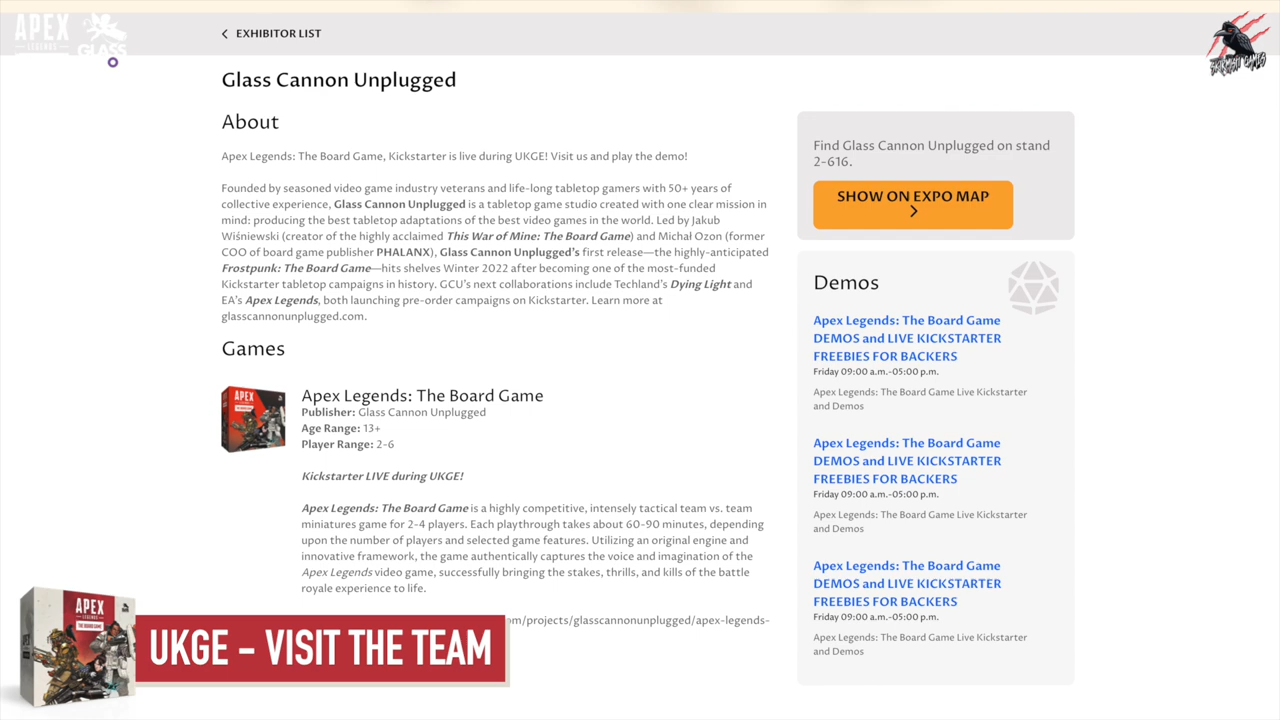 APEX
LEGENDS
GLASS
EXHIBITOR LIST
SKIRMISH GAMES
Glass Cannon Unplugged
About
Apex Legends: The Board Game, Kickstarter is live during UKGE! Visit us and play the demo!
Founded by seasoned video game industry veterans and life-long tabletop gamers with 50+ years of
collective experience, Glass Cannon Unplugged is a tabletop game studio created with one clear mission in
mind: producing the best tabletop adaptations of the best video games in the world. Led by Jakub
Wiśniewski (creator of the highly acclaimed This War of Mine: The Board Game) and Michał Ozon (former
COO of board game publisher PHALANX), Glass Cannon Unplugged's first release—the highly-anticipated
Frostpunk: The Board Game—hits shelves Winter 2022 after becoming one of the most-funded
Kickstarter tabletop campaigns in history. GCU's next collaborations include Techland's Dying Light and
EA's Apex Legends, both launching pre-order campaigns on Kickstarter. Learn more at
glasscannonunplugged.com.
Games
APEX
Apex Legends: The Board Game
Publisher: Glass Cannon Unplugged
Age Range: 13+
Player Range: 2-6
Kickstarter LIVE during UKGE!
Apex Legends: The Board Game is a highly competitive, intensely tactical team vs. team
miniatures game for 2-4 players. Each playthrough takes about 60-90 minutes, depending
upon the number of players and selected game features. Utilizing an original engine and
innovative framework, the game authentically captures the voice and imagination of the
Apex Legends video game, successfully bringing the stakes, thrills, and kills of the battle
royale experience to life.
om/projects/glasscannonunplugged/apex-legends-
Find Glass Cannon Unplugged on stand
2-616.
SHOW ON EXPO MAP
Demos
Apex Legends: The Board Game
DEMOS and LIVE KICKSTARTER
FREEBIES FOR BACKERS
Friday 09:00 a.m.-05:00 p.m.
Apex Legends: The Board Game Live Kickstarter
and Demos
Apex Legends: The Board Game
DEMOS and LIVE KICKSTARTER
FREEBIES FOR BACKERS
Friday 09:00 a.m.-05:00 p.m.
Apex Legends: The Board Game Live Kickstarter
and Demos
Apex Legends: The Board Game
DEMOS and LIVE KICKSTARTER
FREEBIES FOR BACKERS
Friday 09:00 a.m.-05:00 p.m.
Apex Legends: The Board Game Live Kickstarter
and Demos
APEX
LEGENDS
THE BOARD GAME
UKGE - VISIT THE TEAM